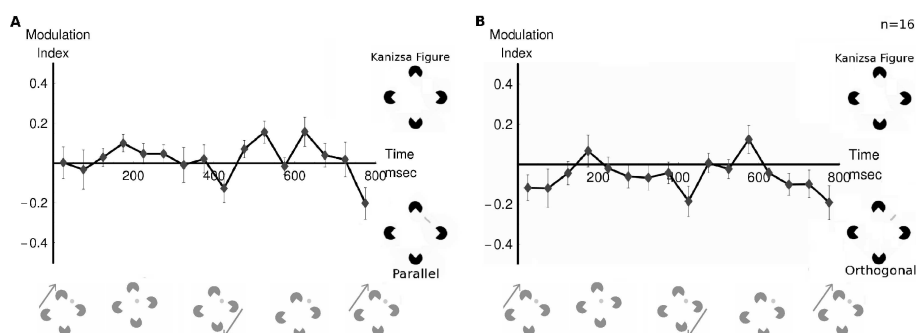 A
Modulation
Index
Kanizsa Figure
0.4
0.2
Time
msec
200
400
600
800
−0.2
−0.4
Parallel
B
n=16
Modulation
Index
Kanizsa Figure
0.4
0.2
Time
msec
200
400
600
800
−0.2
−0.4
Orthogonal